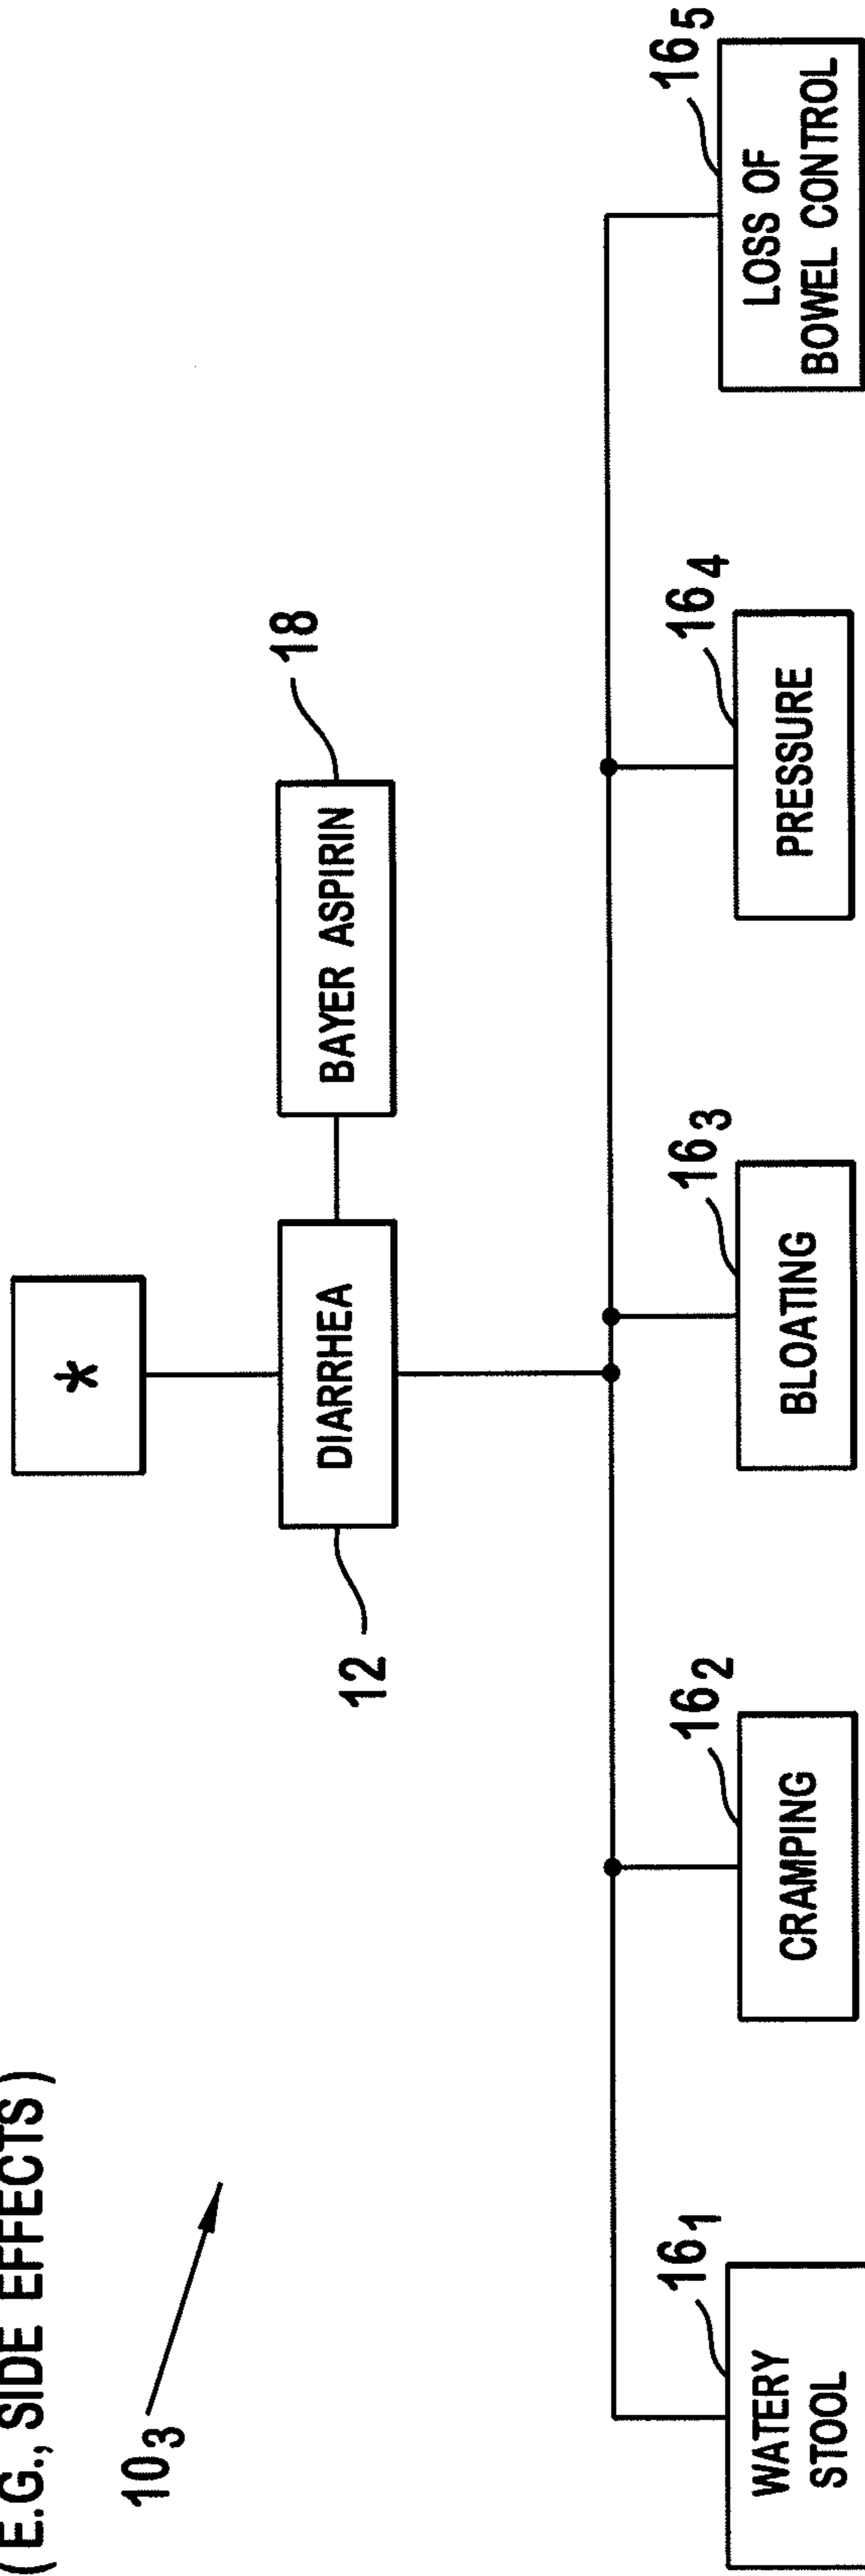 ( E.G., SIDE EFFECTS )
10₃
*
12
DIARRHEA
BAYER ASPIRIN
18
16₁
WATERY
STOOL
16₂
CRAMPING
16₃
BLOATING
16₄
PRESSURE
16₅
LOSS OF
BOWEL CONTROL